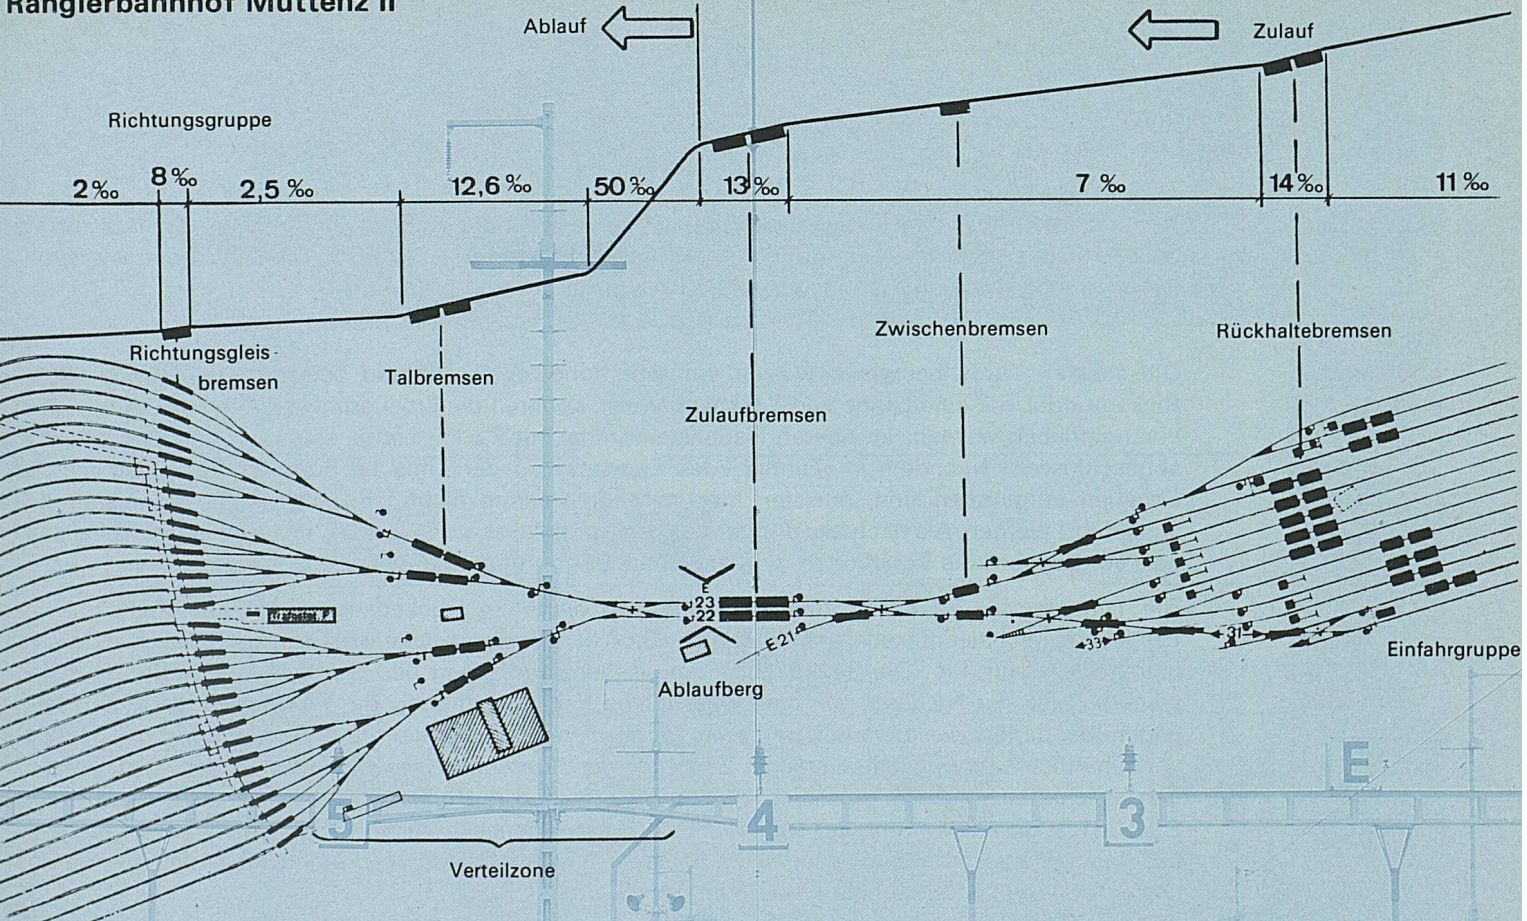 Rangierbahnhof Muttenz II
Ablauf
Zulauf
Richtungsgruppe
2‰ 8‰ 2,5‰ 12,6‰ 50‰ 13‰ 7‰ 14‰ 11‰
Zwischenbremsen
Rückhaltebremsen
Richtungsgleis-
bremsen
Talbremsen
Zulaufbremsen
E
23
22
E 21
33
31
Einfahrgruppe
Ablaufberg
E
5
4
3
Verteilzone